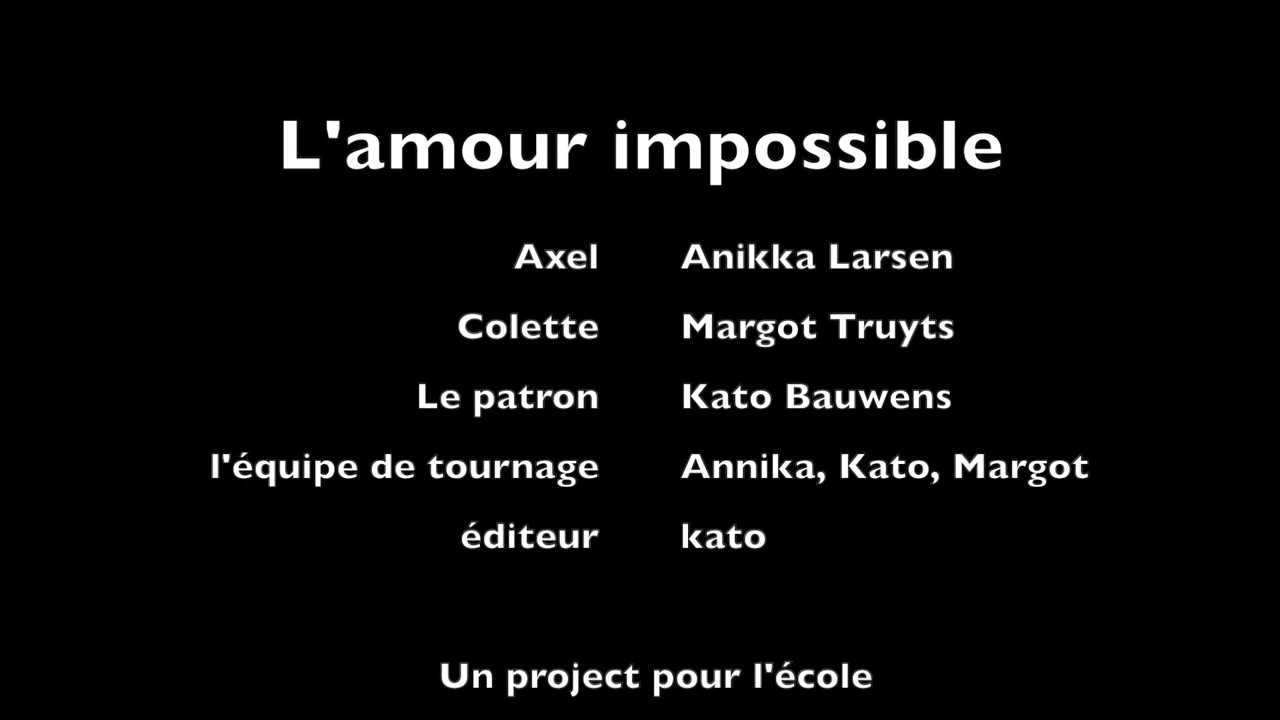 L'amour impossible
Axel Anikka Larsen
Colette Margot Truyts
Le patron Kato Bauwens
l'équipe de tournage Annika, Kato, Margot
éditeur kato
Un project pour l'école